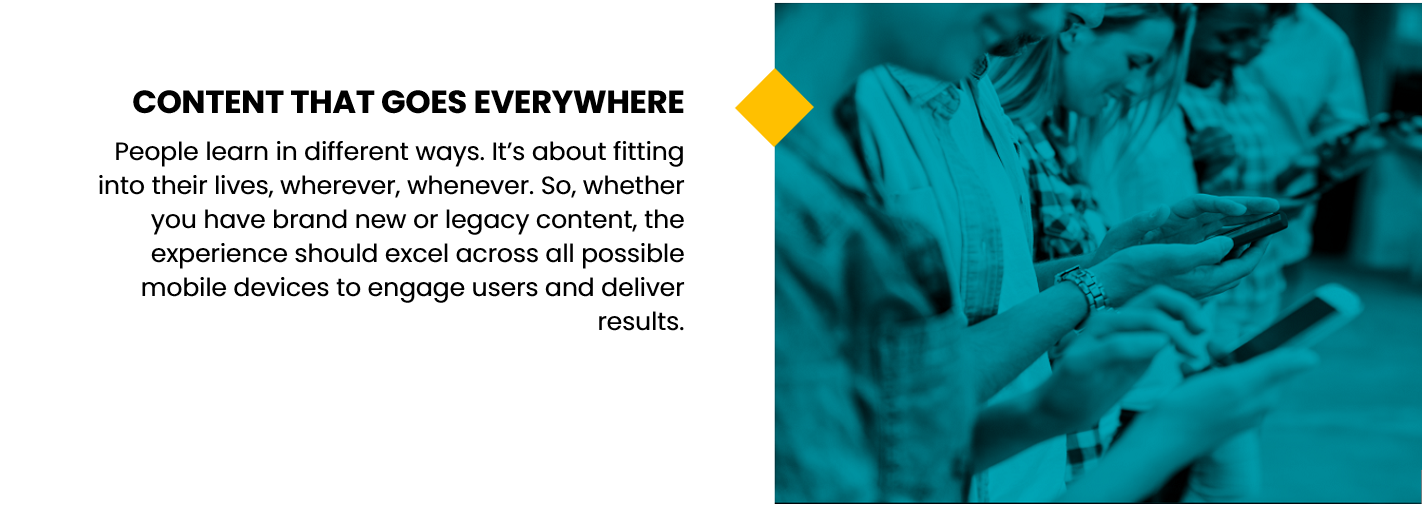 CONTENT THAT GOES EVERYWHERE
People learn in different ways. It’s about fitting
into their lives, wherever, whenever. So, whether
you have brand new or legacy content, the
experience should excel across all possible
mobile devices to engage users and deliver
results.